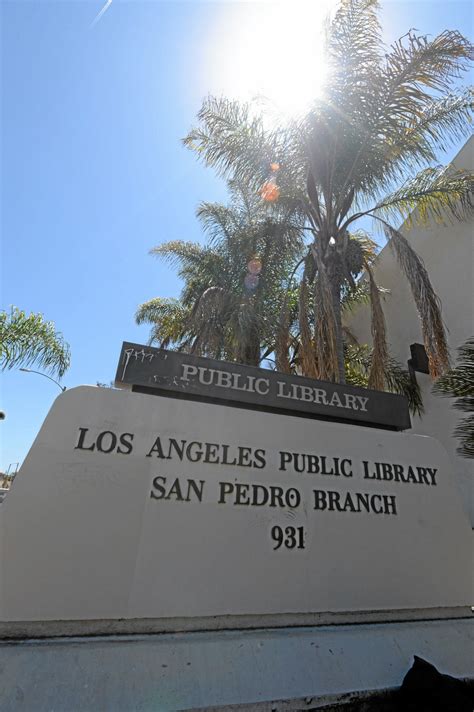 PUBLIC LIBRARY
LOS ANGELES PUBLIC LIBRARY
SAN PEDRO BRANCH
931